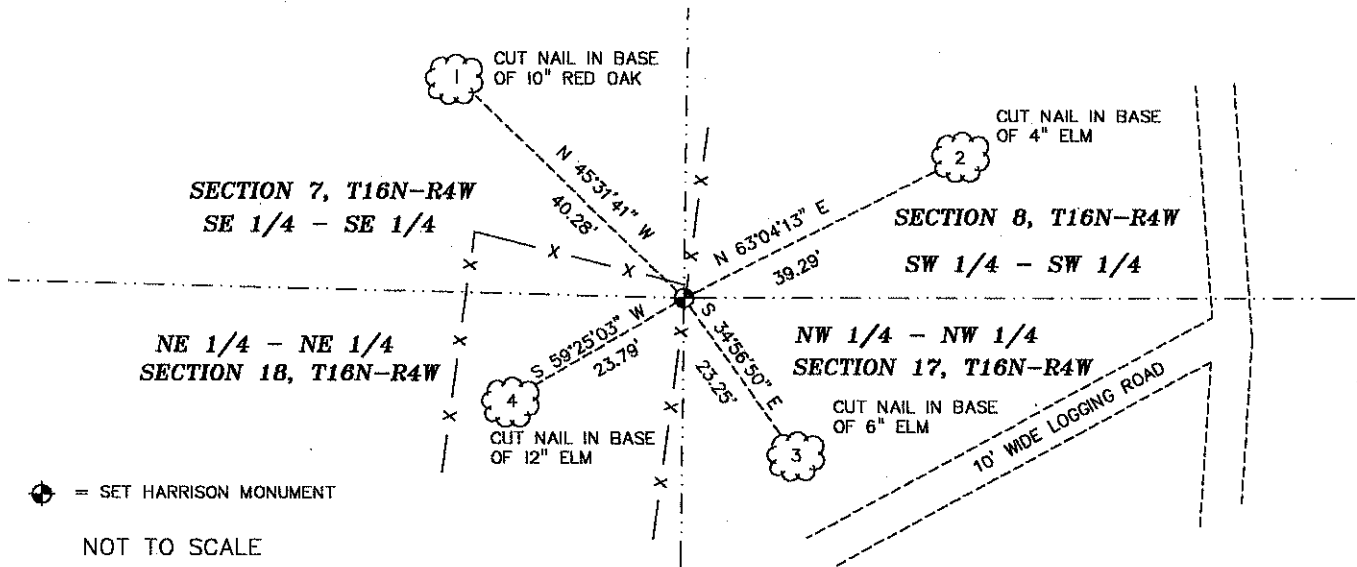 1
CUT NAIL IN BASE
OF 10" RED OAK
CUT NAIL IN BASE
OF 4" ELM
2
N 45°31'41" W
40.28'
SECTION 7, T16N-R4W
SE 1/4 - SE 1/4
N 63°04'13" E
39.29'
SECTION 8, T16N-R4W
SW 1/4 - SW 1/4
X
X
X
X
X
X
X
X
X
NE 1/4 - NE 1/4
SECTION 18, T16N-R4W
S 59°25'03" W
23.79'
S 34°56'50" E
23.25'
NW 1/4 - NW 1/4
SECTION 17, T16N-R4W
4
CUT NAIL IN BASE
OF 12" ELM
CUT NAIL IN BASE
OF 6" ELM
3
10' WIDE LOGGING ROAD
= SET HARRISON MONUMENT
NOT TO SCALE